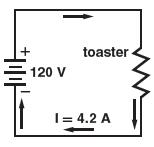 +
toaster
120 V
−
I = 4.2 A